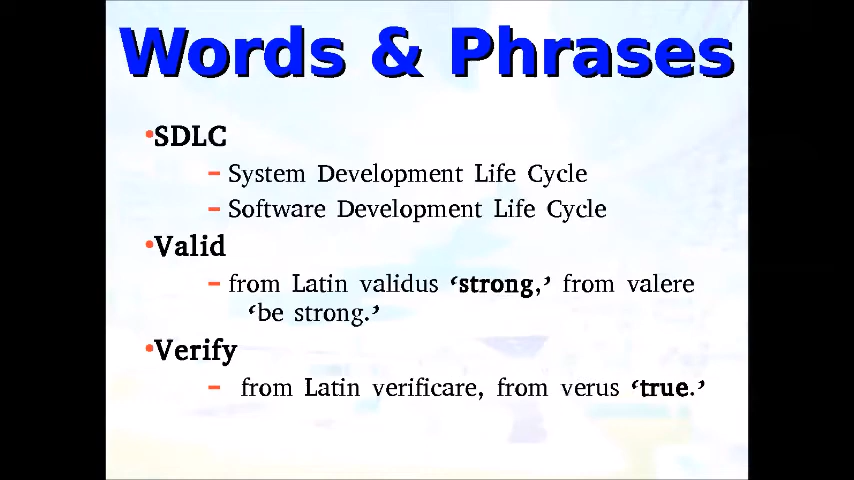 Words & Phrases
•SDLC
– System Development Life Cycle
– Software Development Life Cycle
•Valid
– from Latin validus ‘strong,’ from valere
‘be strong.’
•Verify
– from Latin verificare, from verus ‘true.’